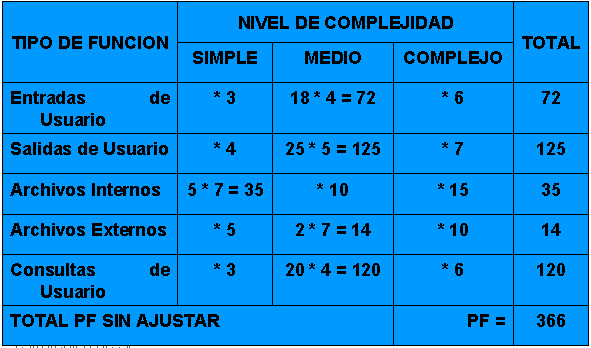 TIPO DE FUNCION NIVEL DE COMPLEJIDAD TOTAL
SIMPLE MEDIO COMPLEJO
Entradas de Usuario * 3 18 * 4 = 72 * 6 72
Salidas de Usuario * 4 25 * 5 = 125 * 7 125
Archivos Internos 5 * 7 = 35 * 10 * 15 35
Archivos Externos * 5 2 * 7 = 14 * 10 14
Consultas de Usuario * 3 20 * 4 = 120 * 6 120
TOTAL PF SIN AJUSTAR PF = 366